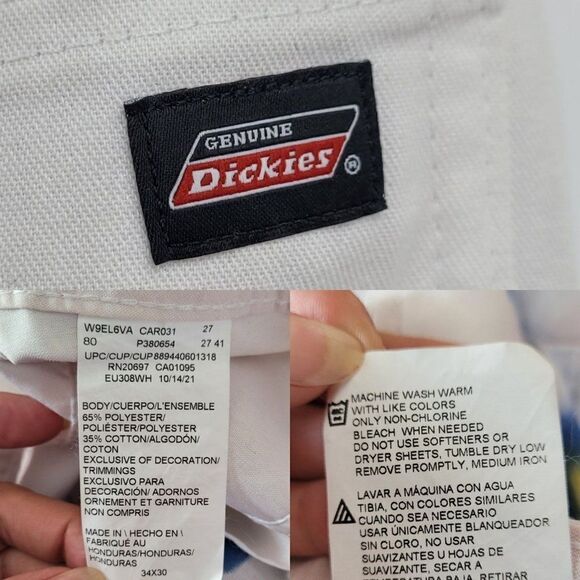 GENUINE
Dickies®
W9EL6VA CAR031 27
80 P380654 27 41
UPC/CUP/CUP889440601318
RN20697 CA01095
EU308WH 10/14/21
BODY/CUERPO/L'ENSEMBLE
65% POLYESTER/
POLIÉSTER/POLYESTER
35% COTTON/ALGODÓN/
COTON
EXCLUSIVE OF DECORATION/
TRIMMINGS
EXCLUSIVO PARA
DECORACIÓN/ ADORNOS
ORNEMENT ET GARNITURE
NON COMPRIS
MADE IN \ HECHO EN \
FABRIQUÉ AU
HONDURAS/HONDURAS/
HONDURAS
34X30
MACHINE WASH WARM
WITH LIKE COLORS
ONLY NON-CHLORINE
BLEACH WHEN NEEDED
DO NOT USE SOFTENERS OR
DRYER SHEETS, TUMBLE DRY LOW
REMOVE PROMPTLY, MEDIUM IRON
LAVAR A MÁQUINA CON AGUA
TIBIA, CON COLORES SIMILARES
CUANDO SEA NECESARIO
USAR ÚNICAMENTE BLANQUEADOR
SIN CLORO, NO USAR
SUAVIZANTES U HOJAS DE
SUAVIZANTE, SECAR A
TEMPERATURA BAJA, RETIRAR